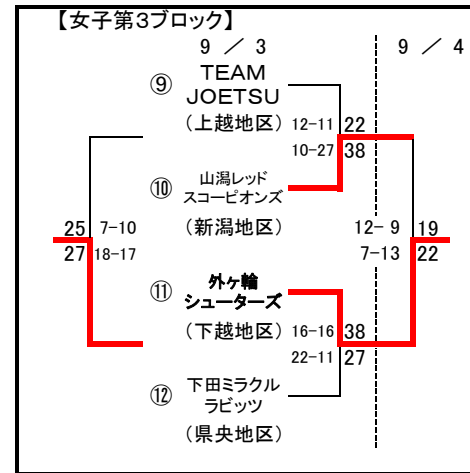 【女子第3ブロック】
9 ／ 3
9 ／ 4
⑨ TEAM
JOETSU
(上越地区) 12-11 22
10-27 38
⑩ 山潟レッド
スコーピオンズ
(新潟地区)
25 7-10
27 18-17
12- 9 19
7-13 22
⑪ 外ヶ輪
シューターズ
(下越地区) 16-16 38
22-11 27
⑫ 下田ミラクル
ラビッツ
(県央地区)